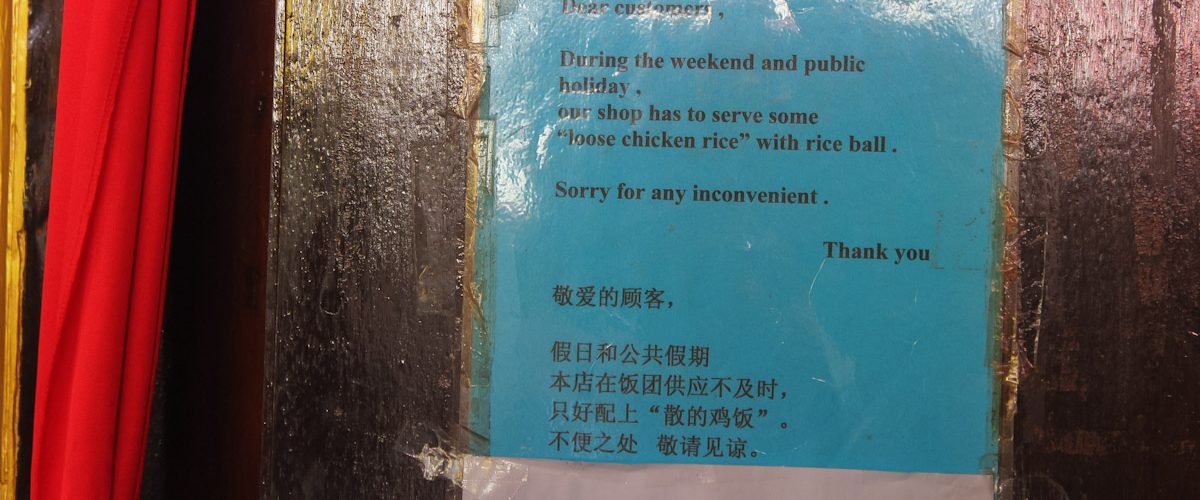 Dear customers ,
During the weekend and public
holiday ,
our shop has to serve some
“loose chicken rice” with rice ball .
Sorry for any inconvenient .
Thank you
敬爱的顾客，
假日和公共假期
本店在饭团供应不及时，
只好配上“散的鸡饭”。
不便之处 敬请见谅。